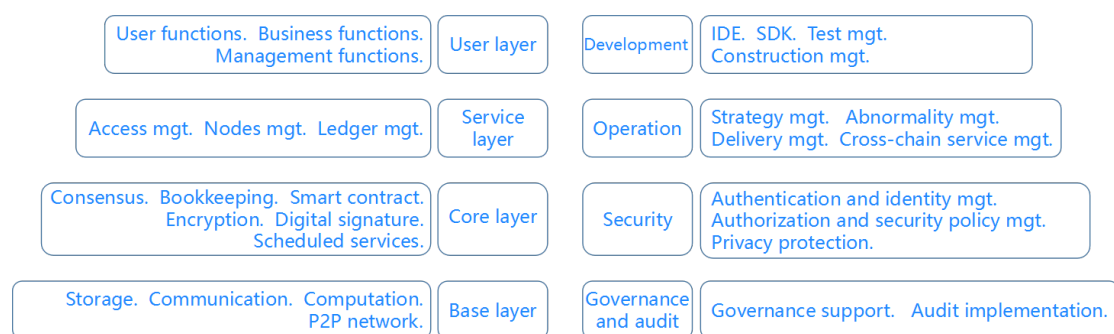 User functions. Business functions.
Management functions.
User layer
Development
IDE. SDK. Test mgt.
Construction mgt.
Access mgt. Nodes mgt. Ledger mgt.
Service
layer
Operation
Strategy mgt. Abnormality mgt.
Delivery mgt. Cross-chain service mgt.
Consensus. Bookkeeping. Smart contract.
Encryption. Digital signature.
Scheduled services.
Core layer
Security
Authentication and identity mgt.
Authorization and security policy mgt.
Privacy protection.
Storage. Communication. Computation.
P2P network.
Base layer
Governance
and audit
Governance support. Audit implementation.